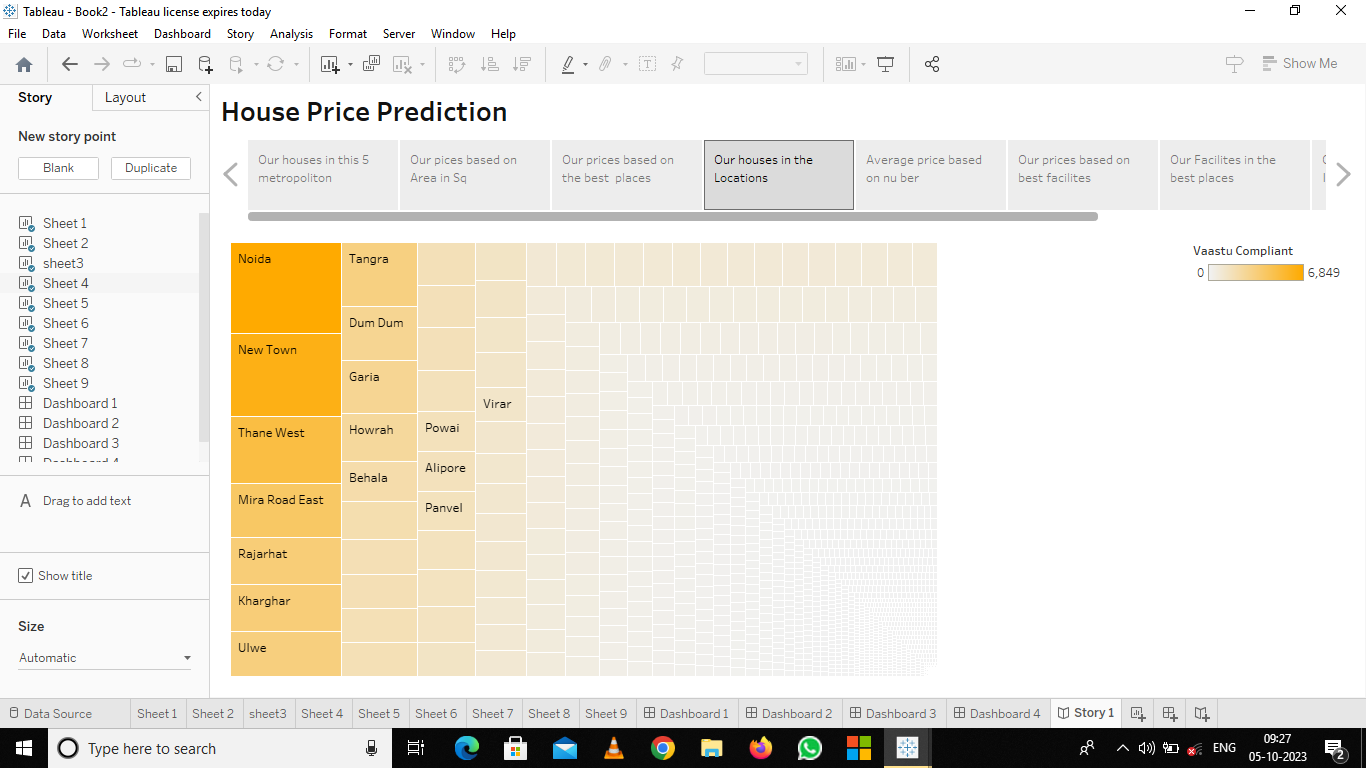 Tableau - Book2 - Tableau license expires today
File Data Worksheet Dashboard Story Analysis Format Server Window Help
Show Me
Story Layout
New story point
Blank Duplicate
Sheet 1
Sheet 2
sheet3
Sheet 4
Sheet 5
Sheet 6
Sheet 7
Sheet 8
Sheet 9
Dashboard 1
Dashboard 2
Dashboard 3
A Drag to add text
Show title
Size
Automatic
House Price Prediction
Our houses in this 5
metropoliton
Our pices based on
Area in Sq
Our prices based on
the best places
Our houses in the
Locations
Average price based
on nu ber
Our prices based on
best facilites
Our Facilites in the
best places
Noida
New Town
Thane West
Mira Road East
Rajarhat
Kharghar
Ulwe
Tangra
Dum Dum
Garia
Howrah
Behala
Powai
Alipore
Panvel
Virar
Vaastu Compliant
0 6,849
Data Source Sheet 1 Sheet 2 sheet3 Sheet 4 Sheet 5 Sheet 6 Sheet 7 Sheet 8 Sheet 9 Dashboard 1 Dashboard 2 Dashboard 3 Dashboard 4 Story 1
Type here to search
ENG
09:27
05-10-2023
2